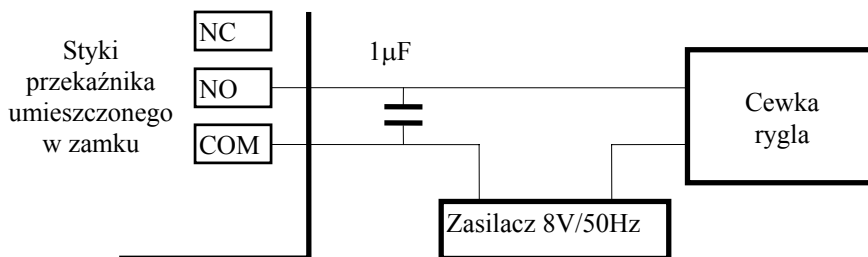 Styki
przekaźnika
umieszczonego
w zamku
NC
NO
COM
1µF
Cewka
rygla
Zasilacz 8V/50Hz